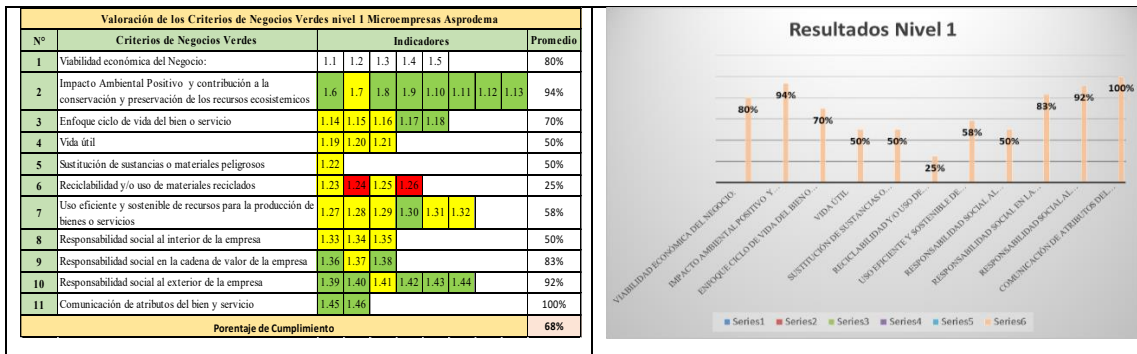 Valoración de los Criterios de Negocios Verdes nivel 1 Microempresas Asprodema
N° Criterios de Negocios Verdes Indicadores Promedio
1 Viabilidad económica del Negocio: 1.1 1.2 1.3 1.4 1.5 80%
2 Impacto Ambiental Positivo y contribución a la
conservación y preservación de los recursos ecosistemicos 1.6 1.7 1.8 1.9 1.10 1.11 1.12 1.13 94%
3 Enfoque ciclo de vida del bien o servicio 1.14 1.15 1.16 1.17 1.18 70%
4 Vida útil 1.19 1.20 1.21 50%
5 Sustitución de sustancias o materiales peligrosos 1.22 50%
6 Reciclabilidad y/o uso de materiales reciclados 1.23 1.24 1.25 1.26 25%
7 Uso eficiente y sostenible de recursos para la producción de
bienes o servicios 1.27 1.28 1.29 1.30 1.31 1.32 58%
8 Responsabilidad social al interior de la empresa 1.33 1.34 1.35 50%
9 Responsabilidad social en la cadena de valor de la empresa 1.36 1.37 1.38 83%
10 Responsabilidad social al exterior de la empresa 1.39 1.40 1.41 1.42 1.43 1.44 92%
11 Comunicación de atributos del bien y servicio 1.45 1.46 100%
Porentaje de Cumplimiento 68%
Resultados Nivel 1
80%
94%
70%
50%
50%
25%
58%
50%
83%
92%
100%
VIABILIDAD ECONÓMICA DEL NEGOCIO:
IMPACTO AMBIENTAL POSITIVO Y...
ENFOQUE CICLO DE VIDA DEL BIEN O...
VIDA ÚTIL
SUSTITUCIÓN DE SUSTANCIAS O...
RECICLABILIDAD Y/O USO DE...
USO EFICIENTE Y SOSTENIBLE DE...
RESPONSABILIDAD SOCIAL AL...
RESPONSABILIDAD SOCIAL EN LA...
RESPONSABILIDAD SOCIAL AL...
COMUNICACIÓN DE ATRIBUTOS DEL...
Series1 Series2 Series3 Series4 Series5 Series6